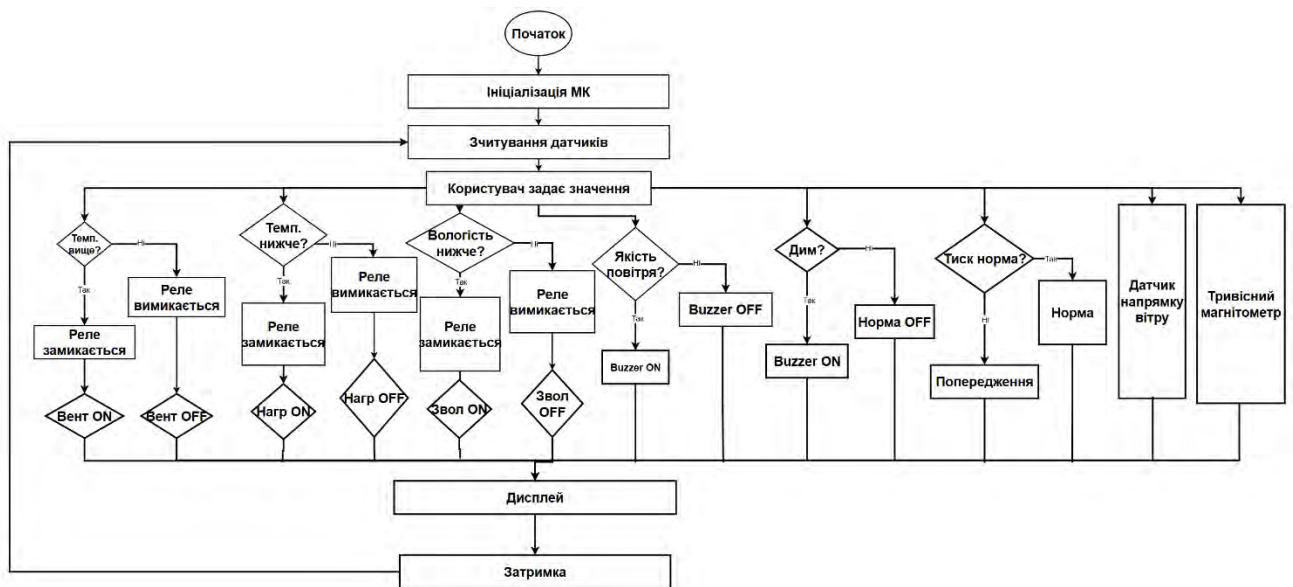 Початок
Ініціалізація МК
Зчитування датчиків
Користувач задає значення
Темп.
вище?
Ні
Так
Реле
вимикається
Реле
замикається
Вент ON
Вент OFF
Темп.
нижче?
Ні
Так
Реле
вимикається
Реле
замикається
Нагр ON
Нагр OFF
Вологість
нижче?
Ні
Так
Реле
вимикається
Реле
замикається
Звол ON
Звол
OFF
Якість
повітря?
Ні
Так
Buzzer OFF
Buzzer ON
Дим?
Ні
Так
Норма OFF
Buzzer ON
Тиск норма?
Так
Ні
Норма
Попередження
Датчик
напрямку
вітру
Тривісний
магнітометр
Дисплей
Затримка